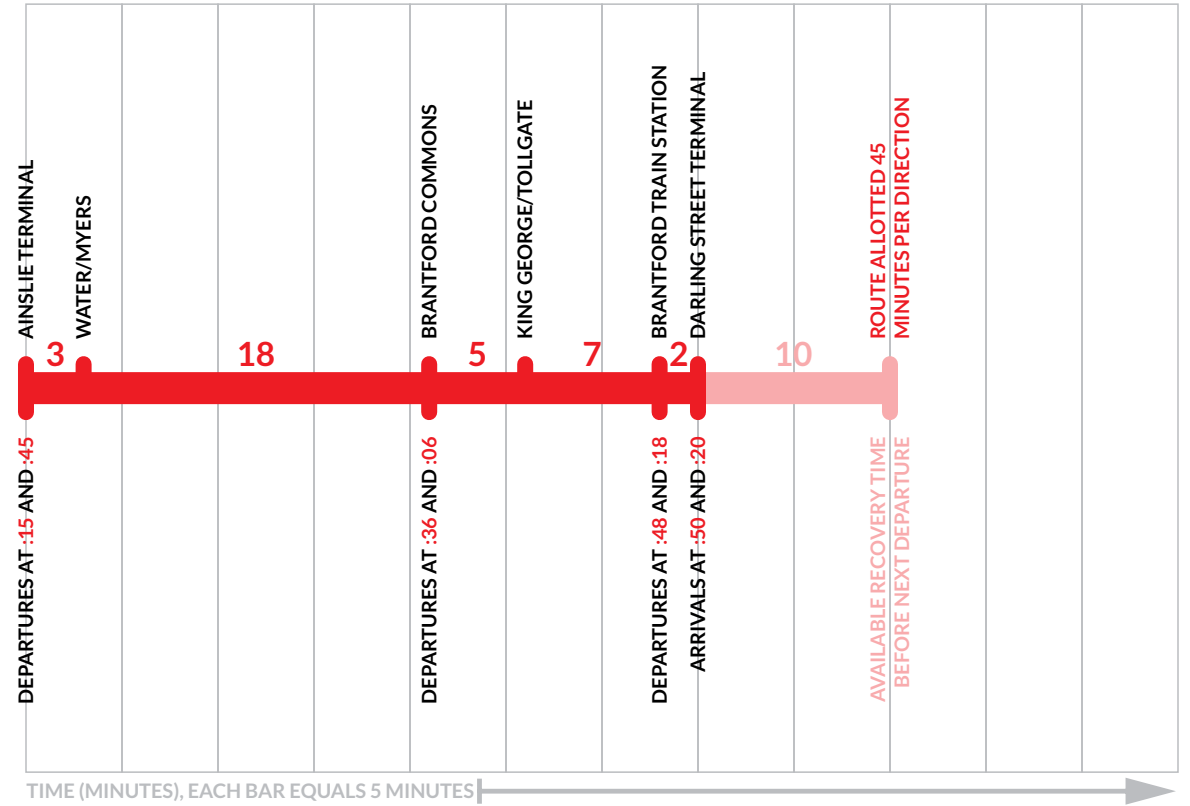 AINSLIE TERMINAL
WATER/MYERS
BRANTFORD COMMONS
KING GEORGE/TOLLGATE
BRANTFORD TRAIN STATION
DARLING STREET TERMINAL
ROUTE ALLOTTED 45
MINUTES PER DIRECTION
3
18
5
7
2
10
DEPARTURES AT :15 AND :45
DEPARTURES AT :36 AND :06
DEPARTURES AT :48 AND :18
ARRIVALS AT :50 AND :20
AVAILABLE RECOVERY TIME
BEFORE NEXT DEPARTURE
TIME (MINUTES), EACH BAR EQUALS 5 MINUTES